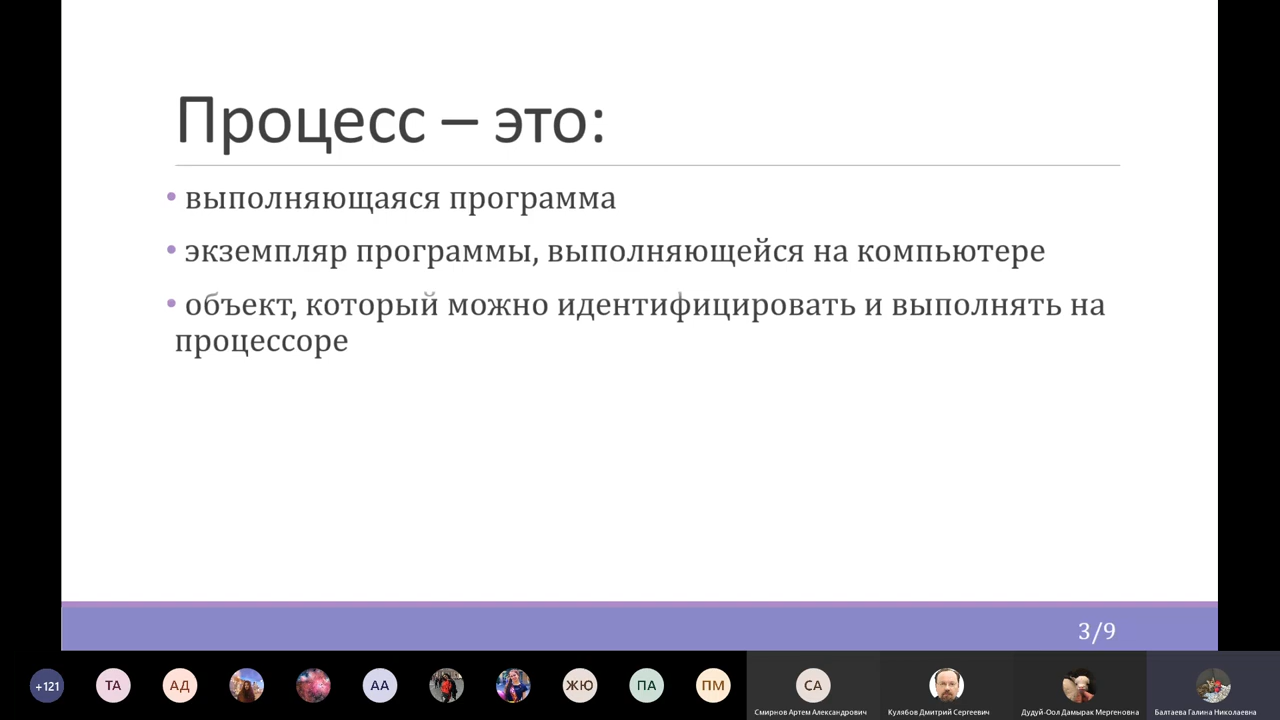 Процесс – это:
• выполняющаяся программа
• экземпляр программы, выполняющейся на компьютере
• объект, который можно идентифицировать и выполнять на
процессоре
3/9
+121 ТА АД АА ЖЮ ПА ПМ СА
Смирнов Артем Александрович Кулябов Дмитрий Сергеевич Дудуй-Оол Дамырак Мергеновна Балтаева Галина Николаевна